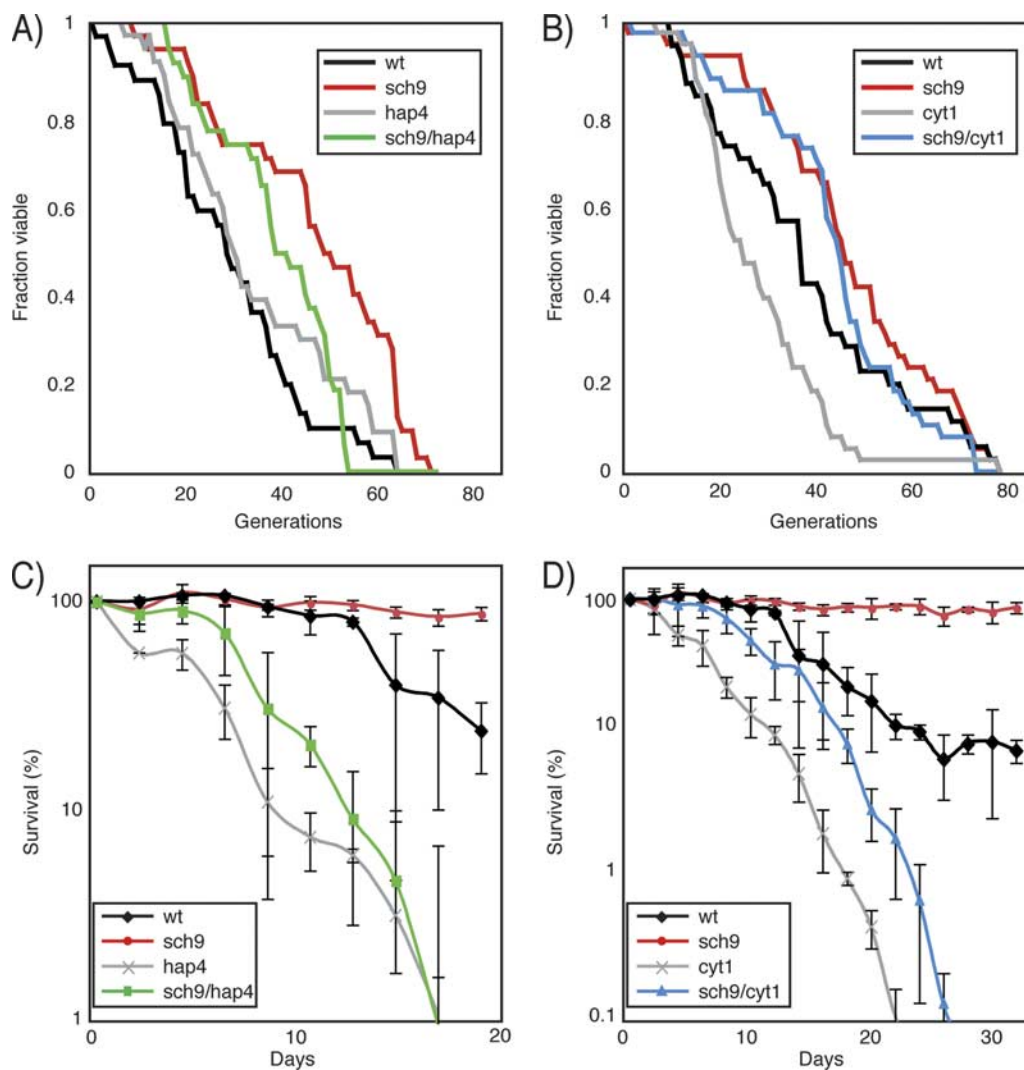 A)
wt
sch9
hap4
sch9/hap4
Fraction viable
1
0.8
0.6
0.4
0.2
0
0 20 40 60 80
Generations
B)
wt
sch9
cyt1
sch9/cyt1
Fraction viable
1
0.8
0.6
0.4
0.2
0
0 20 40 60 80
Generations
C)
Survival (%)
100
10
1
wt
sch9
hap4
sch9/hap4
0 10 20
Days
D)
Survival (%)
100
10
1
0.1
wt
sch9
cyt1
sch9/cyt1
0 10 20 30
Days